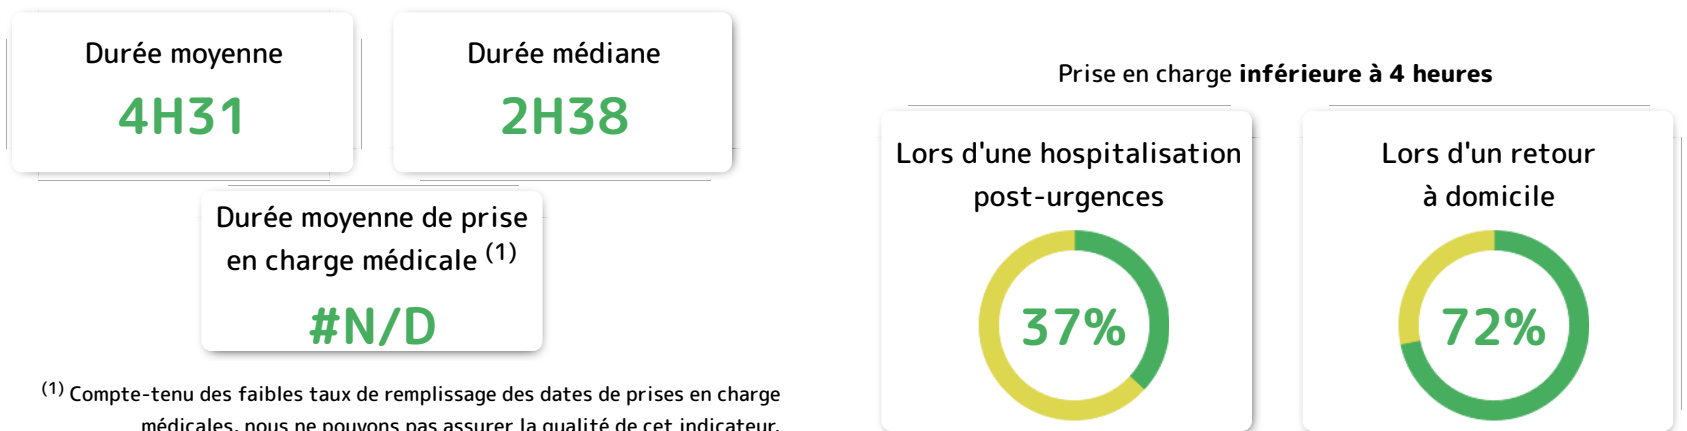 Durée moyenne
4H31
Durée médiane
2H38
Durée moyenne de prise
en charge médicale (1)
#N/D
(1) Compte-tenu des faibles taux de remplissage des dates de prises en charge
médicales, nous ne pouvons pas assurer la qualité de cet indicateur.
Prise en charge inférieure à 4 heures
Lors d'une hospitalisation
post-urgences
37%
Lors d'un retour
à domicile
72%